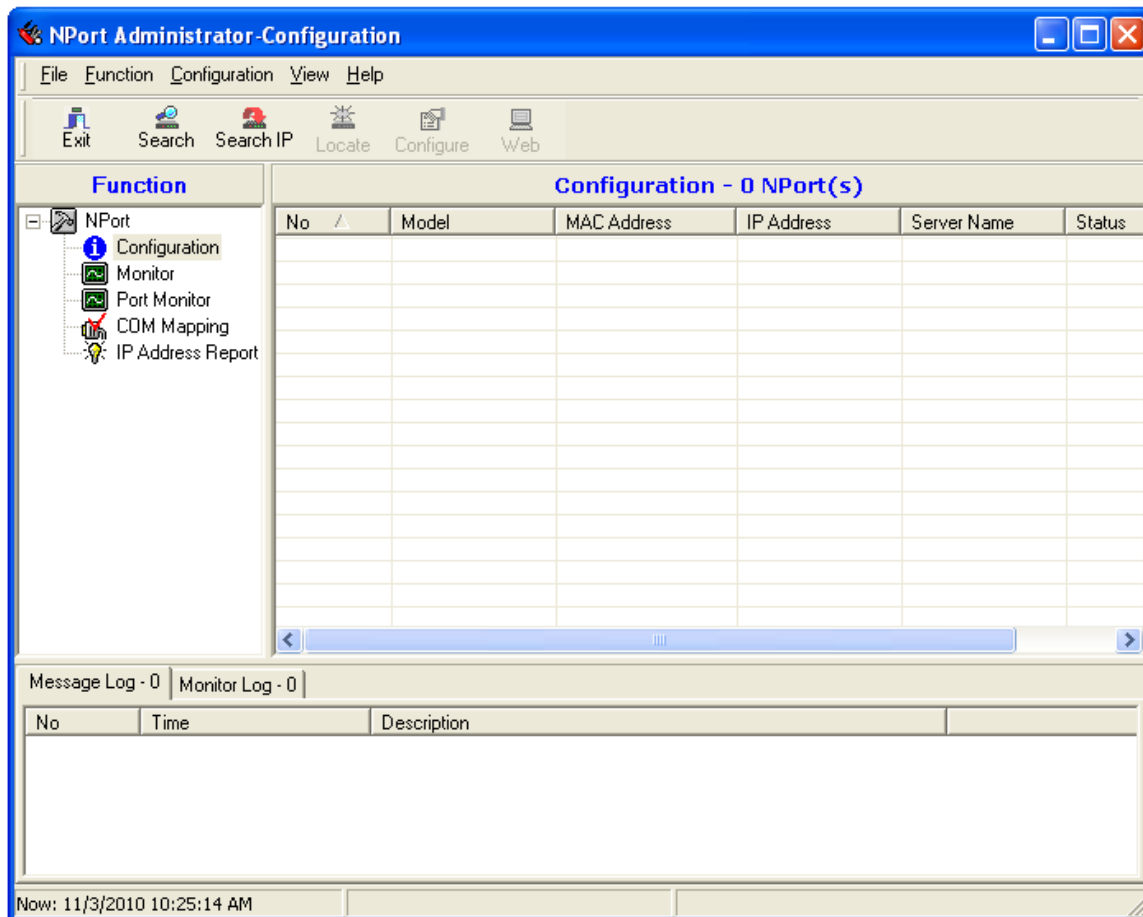 NPort Administrator-Configuration
File Function Configuration View Help
Exit Search Search IP Locate Configure Web
Function
Configuration - 0 NPort(s)
NPort
Configuration
Monitor
Port Monitor
COM Mapping
IP Address Report
No Model MAC Address IP Address Server Name Status
Message Log - 0 Monitor Log - 0
No Time Description
Now: 11/3/2010 10:25:14 AM